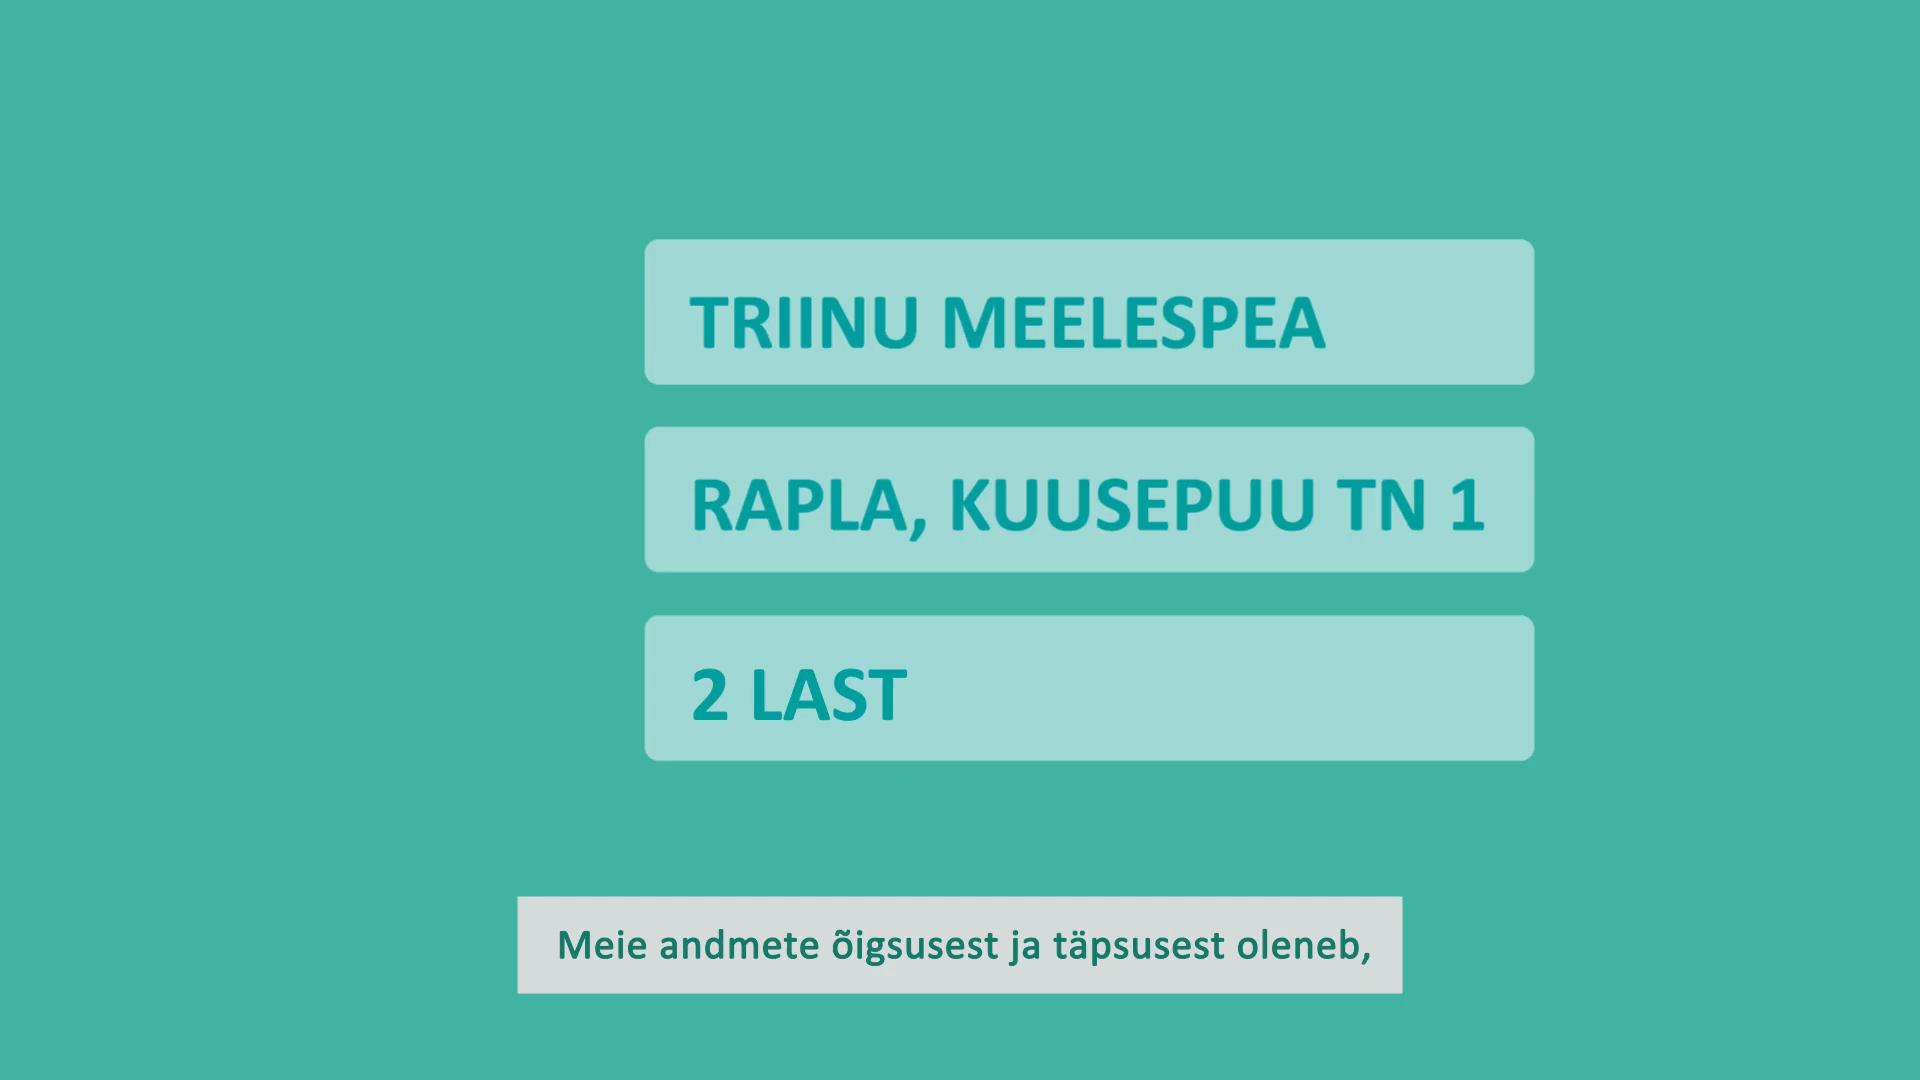 TRIINU MEELESPEA
RAPLA, KUUSEPUU TN 1
2 LAST
Meie andmete õigsusest ja täpsusest oleneb,